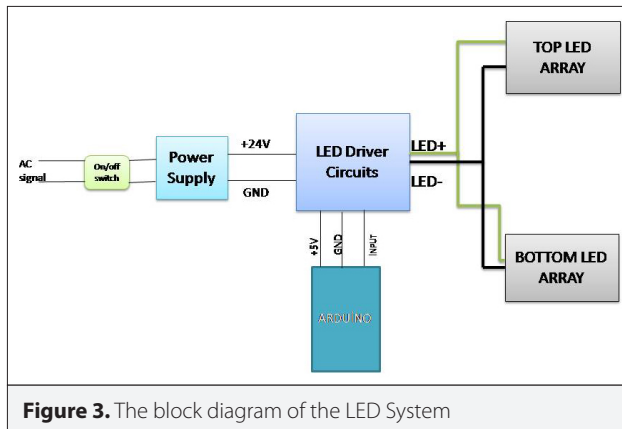 TOP LED
ARRAY
AC
signal
On/off
switch
Power
Supply
+24V
GND
LED Driver
Circuits
LED+
LED-
+5V
GND
INPUT
ARDUINO
BOTTOM LED
ARRAY
Figure 3. The block diagram of the LED System